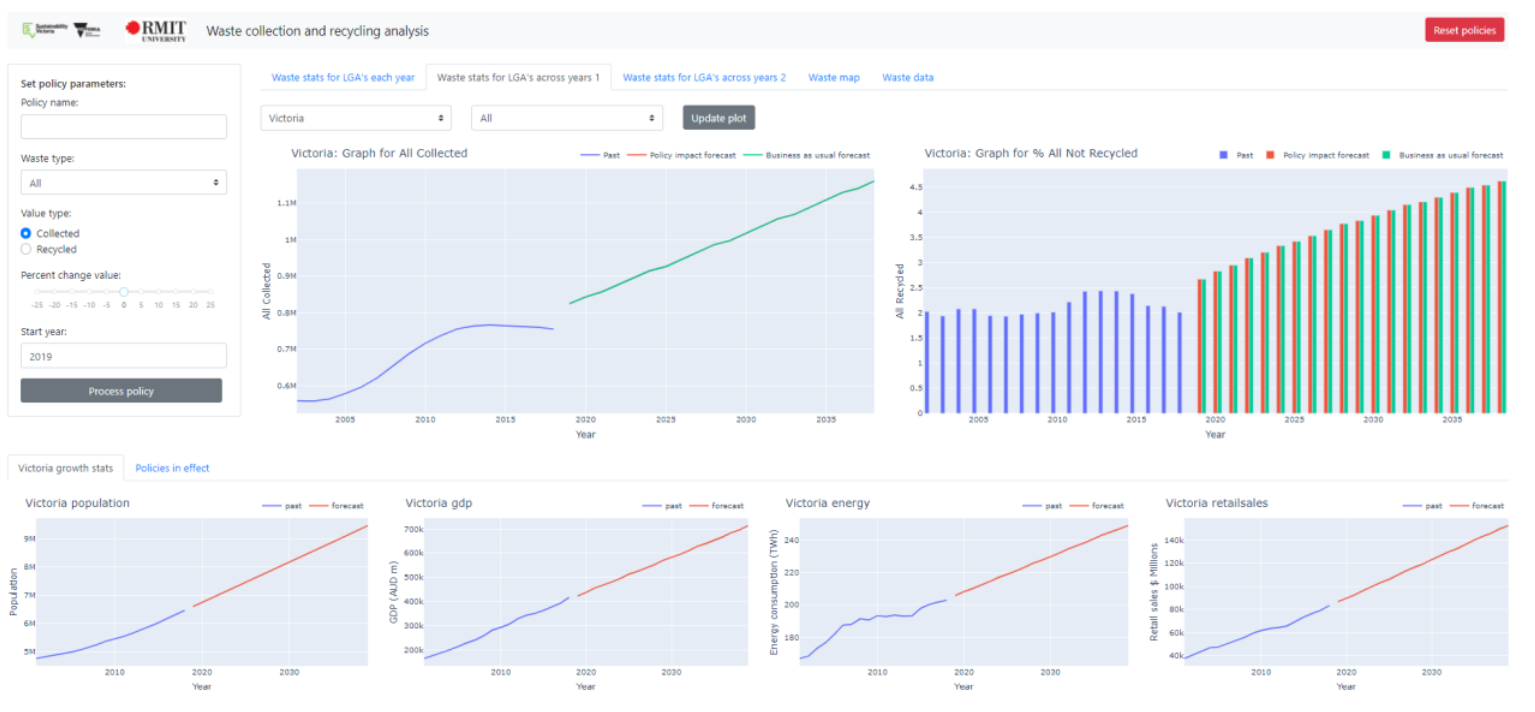 Sustainability Victoria
RMIT UNIVERSITY
Waste collection and recycling analysis
Reset policies
Set policy parameters:
Policy name:
Waste type:
All
Value type:
Collected
Recycled
Percent change value:
-25 -20 -15 -10 -5 0 5 10 15 20 25
Start year:
2019
Process policy
Waste stats for LGA's each year
Waste stats for LGA's across years 1
Waste stats for LGA's across years 2
Waste map
Waste data
Victoria
All
Update plot
Victoria: Graph for All Collected
Past
Policy impact forecast
Business as usual forecast
All Collected
1.1M
1M
0.9M
0.8M
0.7M
0.6M
2005 2010 2015 2020 2025 2030 2035
Year
Victoria: Graph for % All Not Recycled
Past
Policy impact forecast
Business as usual forecast
All Recycled
4.5
4
3.5
3
2.5
2
1.5
1
0.5
0
2005 2010 2015 2020 2025 2030 2035
Year
Victoria growth stats
Policies in effect
Victoria population
past
forecast
Population
9M
8M
7M
6M
5M
2010 2020 2030
Year
Victoria gdp
past
forecast
GDP (AUD m)
700k
600k
500k
400k
300k
200k
2010 2020 2030
Year
Victoria energy
past
forecast
Energy consumption (TWh)
240
220
200
180
2010 2020 2030
Year
Victoria retailsales
past
forecast
Retail sales $ Millions
140k
120k
100k
80k
60k
40k
2010 2020 2030
Year